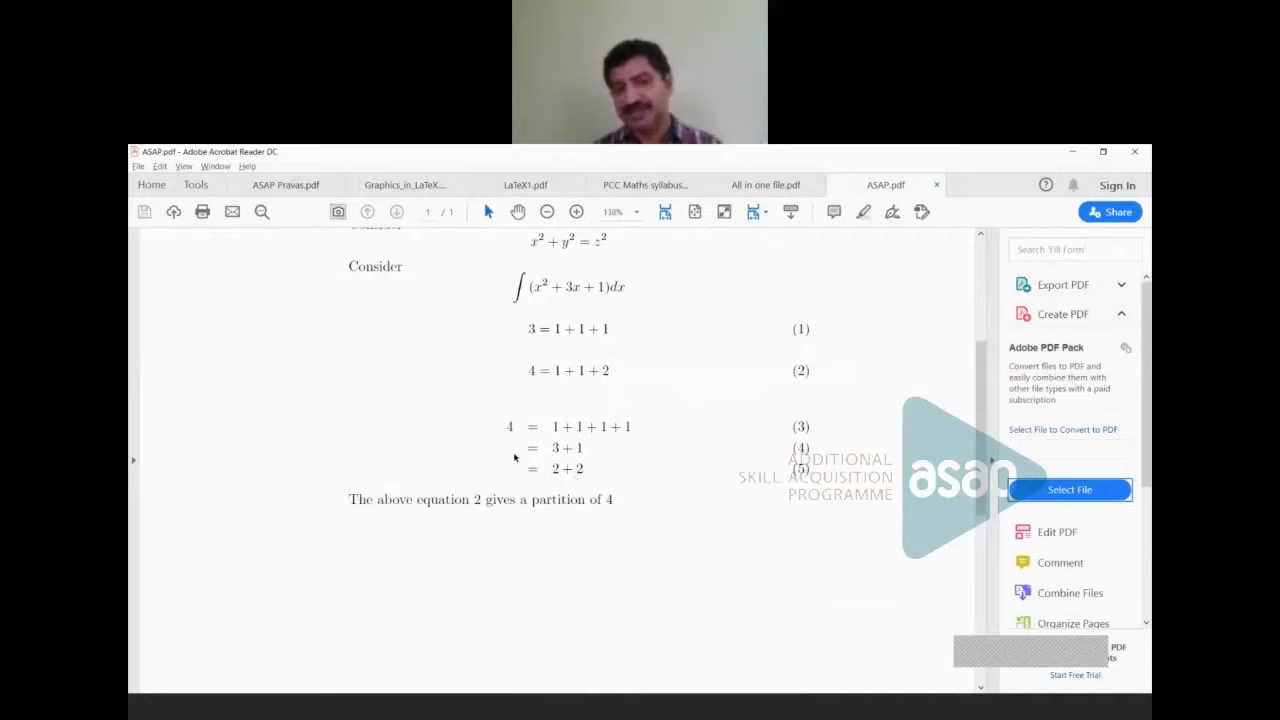 ASAP.pdf - Adobe Acrobat Reader DC
File Edit View Window Help
Home Tools ASAP Pravas.pdf Graphics_in_LaTeX.... LaTeX1.pdf PCC Maths syllabus... All in one file.pdf ASAP.pdf × Sign In
1 / 1 138% Share
x² + y² = z²
Consider
∫ (x² + 3x + 1)dx
3 = 1 + 1 + 1 (1)
4 = 1 + 1 + 2 (2)
4 = 1 + 1 + 1 + 1 (3)
= 3 + 1 (4)
= 2 + 2 (5)
The above equation 2 gives a partition of 4
ADDITIONAL
SKILL ACQUISITION
PROGRAMME
asap
Search 'Fill Form'
Export PDF
Create PDF
Adobe PDF Pack
Convert files to PDF and
easily combine them with
other file types with a paid
subscription
Select File to Convert to PDF
Select File
Edit PDF
Comment
Combine Files
Organize Pages
PDF
Start Free Trial